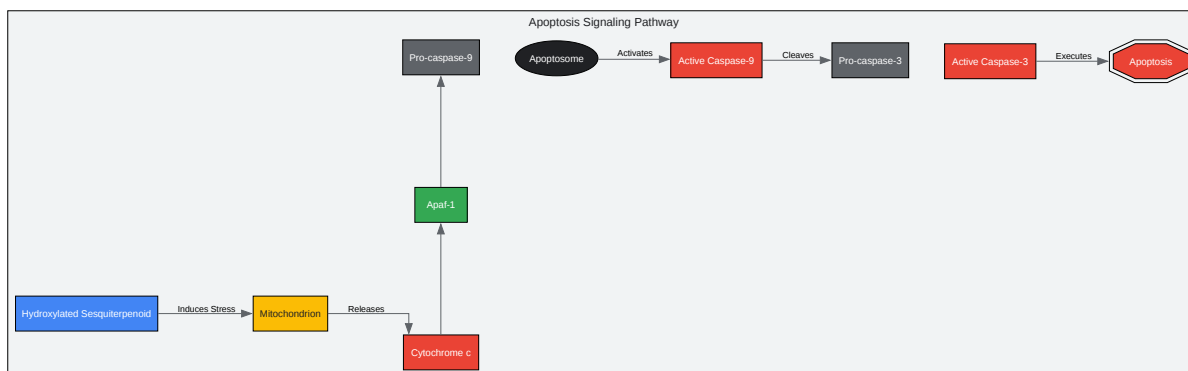 Apoptosis Signaling Pathway
Pro-caspase-9
Apoptosome
Activates
Active Caspase-9
Cleaves
Pro-caspase-3
Active Caspase-3
Executes
Apoptosis
Apaf-1
Hydroxylated Sesquiterpenoid
Induces Stress
Mitochondrion
Releases
Cytochrome c